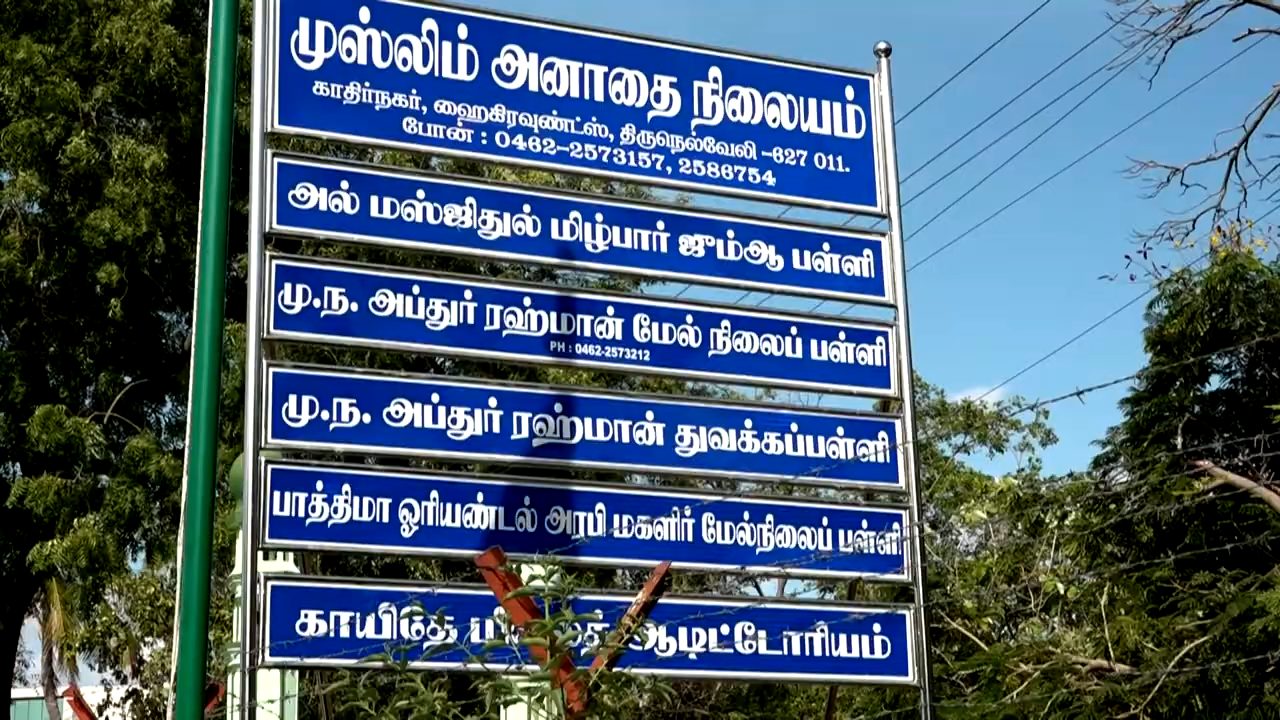 முஸ்லிம் அனாதை நிலையம்
காதிர்நகர், ஹைகிரவுண்ட்ஸ், திருநெல்வேலி -627 011.
போன் : 0462-2573157, 2586754
அல் மஸ்ஜிதுல் மிழ்பார் ஜும்ஆ பள்ளி
மு.ந. அப்துர் ரஹ்மான் மேல் நிலைப் பள்ளி
PH : 0462-2573212
மு.ந. அப்துர் ரஹ்மான் துவக்கப்பள்ளி
பாத்திமா ஓரியண்டல் அரபி மகளிர் மேல்நிலைப் பள்ளி
காயிதே ஆடிட்டோரியம்